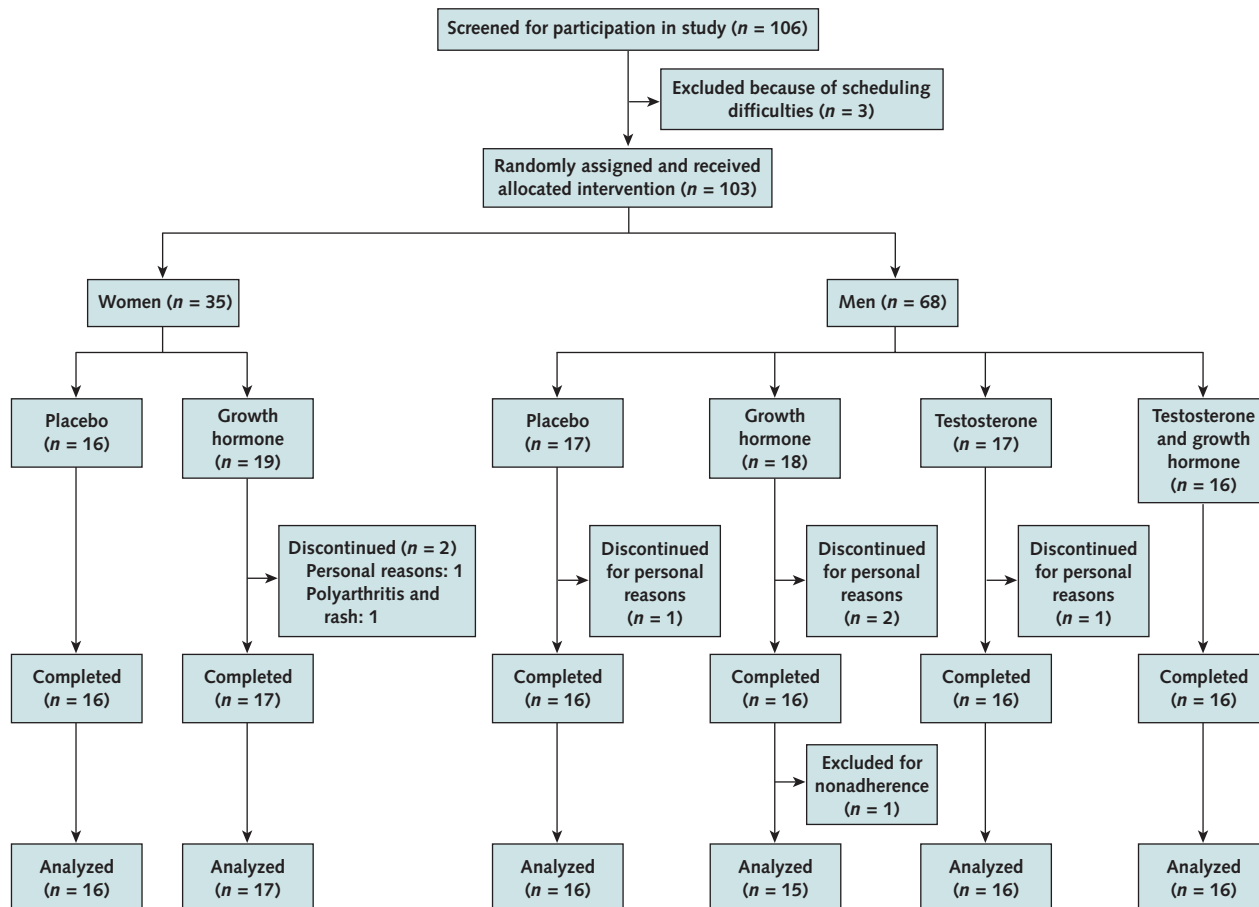 Screened for participation in study (n = 106)
Excluded because of scheduling
difficulties (n = 3)
Randomly assigned and received
allocated intervention (n = 103)
Women (n = 35)
Men (n = 68)
Placebo
(n = 16)
Growth
hormone
(n = 19)
Placebo
(n = 17)
Growth
hormone
(n = 18)
Testosterone
(n = 17)
Testosterone
and growth
hormone
(n = 16)
Discontinued (n = 2)
Personal reasons: 1
Polyarthritis and
rash: 1
Discontinued
for personal
reasons
(n = 1)
Discontinued
for personal
reasons
(n = 2)
Discontinued
for personal
reasons
(n = 1)
Completed
(n = 16)
Completed
(n = 17)
Completed
(n = 16)
Completed
(n = 16)
Completed
(n = 16)
Completed
(n = 16)
Excluded for
nonadherence
(n = 1)
Analyzed
(n = 16)
Analyzed
(n = 17)
Analyzed
(n = 16)
Analyzed
(n = 15)
Analyzed
(n = 16)
Analyzed
(n = 16)